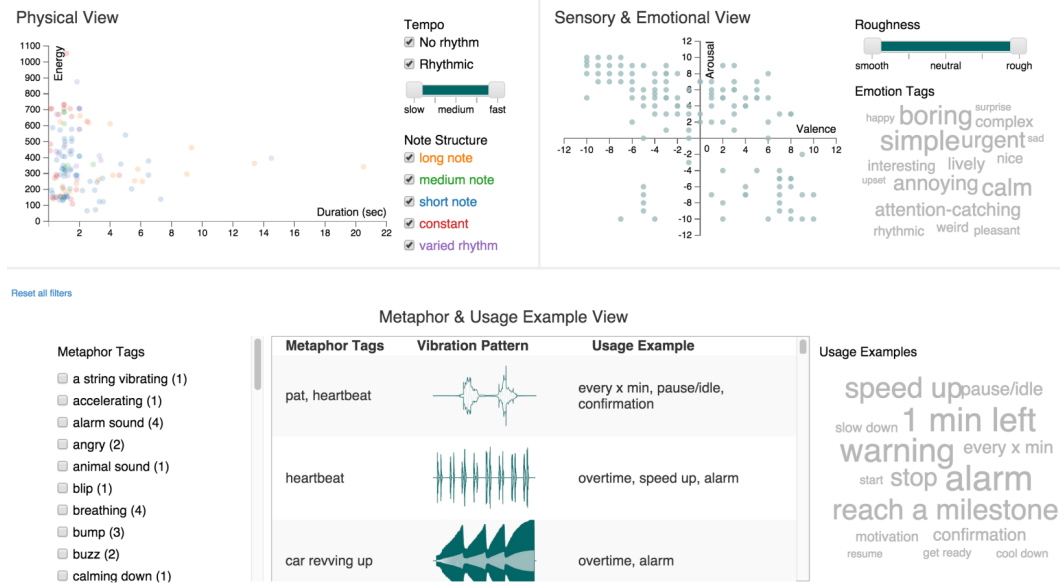 Physical View
Energy
1100
1000
900
800
700
600
500
400
300
200
100
0
2
4
6
8
10
12
14
16
18
20
22
Duration (sec)
Tempo
No rhythm
Rhythmic
slow medium fast
Note Structure
long note
medium note
short note
constant
varied rhythm
Sensory & Emotional View
Arousal
12
10
8
6
4
2
0
-2
-4
-6
-8
-10
-12
Valence
-12 -10 -8 -6 -4 -2 0 2 4 6 8 10 12
Roughness
smooth neutral rough
Emotion Tags
surprise
happy boring complex
simple urgent sad
interesting lively nice
upset annoying calm
attention-catching
rhythmic weird pleasant
Reset all filters
Metaphor & Usage Example View
Metaphor Tags
a string vibrating (1)
accelerating (1)
alarm sound (4)
angry (2)
animal sound (1)
blip (1)
breathing (4)
bump (3)
buzz (2)
calming down (1)
Metaphor Tags Vibration Pattern Usage Example
pat, heartbeat
every x min, pause/idle,
confirmation
heartbeat
overtime, speed up, alarm
car revving up
overtime, alarm
Usage Examples
speed up pause/idle
slow down 1 min left
warning every x min
start stop alarm
reach a milestone
motivation confirmation
resume get ready cool down